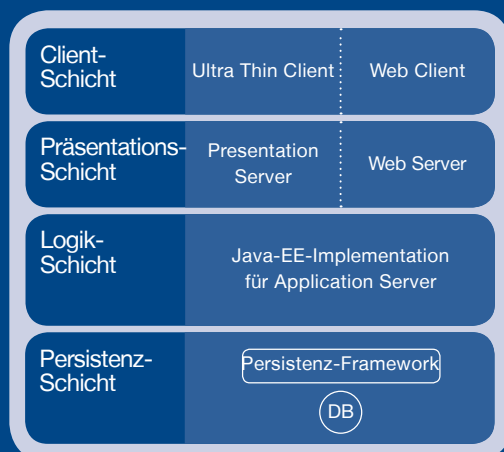 Client-
Schicht
Ultra Thin Client
Web Client
Präsentations-
Schicht
Presentation
Server
Web Server
Logik-
Schicht
Java-EE-Implementation
für Application Server
Persistenz-
Schicht
Persistenz-Framework
DB